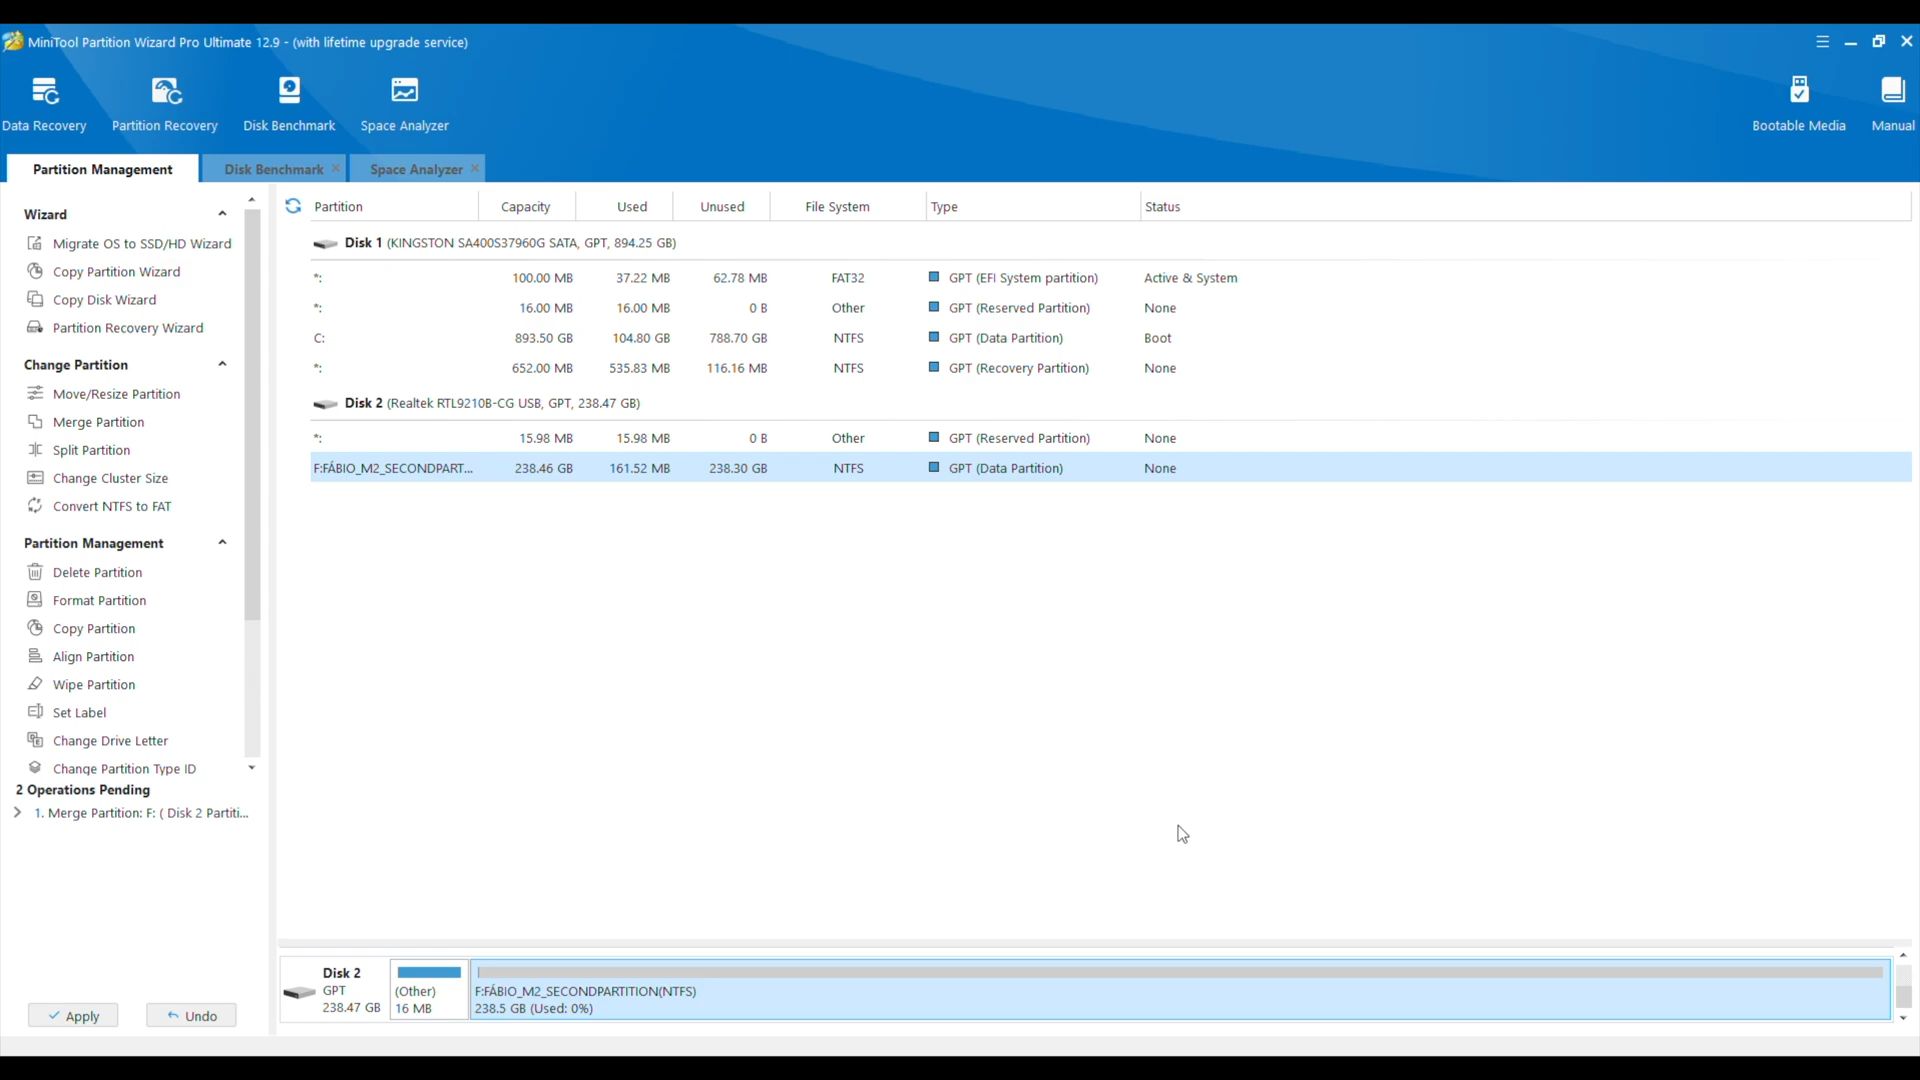 MiniTool Partition Wizard Pro Ultimate 12.9 - (with lifetime upgrade service)
Data Recovery
Partition Recovery
Disk Benchmark
Space Analyzer
Bootable Media
Manual
Partition Management
Disk Benchmark
Space Analyzer
Wizard
Migrate OS to SSD/HD Wizard
Copy Partition Wizard
Copy Disk Wizard
Partition Recovery Wizard
Change Partition
Move/Resize Partition
Merge Partition
Split Partition
Change Cluster Size
Convert NTFS to FAT
Partition Management
Delete Partition
Format Partition
Copy Partition
Align Partition
Wipe Partition
Set Label
Change Drive Letter
Change Partition Type ID
2 Operations Pending
1. Merge Partition: F: ( Disk 2 Partiti...
Apply
Undo
Partition Capacity Used Unused File System Type Status
Disk 1 (KINGSTON SA400S37960G SATA, GPT, 894.25 GB)
*: 100.00 MB 37.22 MB 62.78 MB FAT32 GPT (EFI System partition) Active & System
*: 16.00 MB 16.00 MB 0 B Other GPT (Reserved Partition) None
C: 893.50 GB 104.80 GB 788.70 GB NTFS GPT (Data Partition) Boot
*: 652.00 MB 535.83 MB 116.16 MB NTFS GPT (Recovery Partition) None
Disk 2 (Realtek RTL9210B-CG USB, GPT, 238.47 GB)
*: 15.98 MB 15.98 MB 0 B Other GPT (Reserved Partition) None
F:FÁBIO_M2_SECONDPART... 238.46 GB 161.52 MB 238.30 GB NTFS GPT (Data Partition) None
Disk 2
GPT
238.47 GB
(Other)
16 MB
F:FÁBIO_M2_SECONDPARTITION(NTFS)
238.5 GB (Used: 0%)